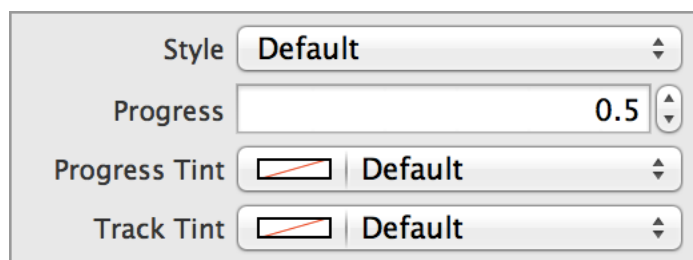 Style Default
Progress 0.5
Progress Tint Default
Track Tint Default